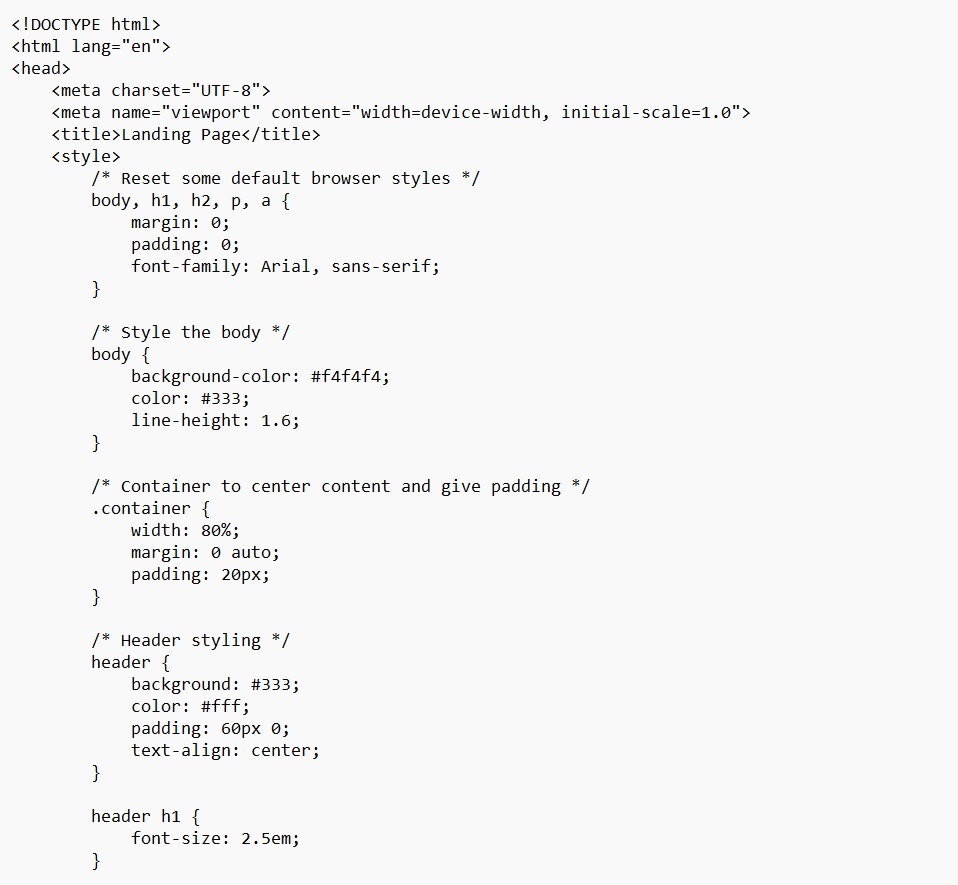 <!DOCTYPE html>
<html lang="en">
<head>
    <meta charset="UTF-8">
    <meta name="viewport" content="width=device-width, initial-scale=1.0">
    <title>Landing Page</title>
    <style>
        /* Reset some default browser styles */
        body, h1, h2, p, a {
            margin: 0;
            padding: 0;
            font-family: Arial, sans-serif;
        }

        /* Style the body */
        body {
            background-color: #f4f4f4;
            color: #333;
            line-height: 1.6;
        }

        /* Container to center content and give padding */
        .container {
            width: 80%;
            margin: 0 auto;
            padding: 20px;
        }

        /* Header styling */
        header {
            background: #333;
            color: #fff;
            padding: 60px 0;
            text-align: center;
        }

        header h1 {
            font-size: 2.5em;
        }